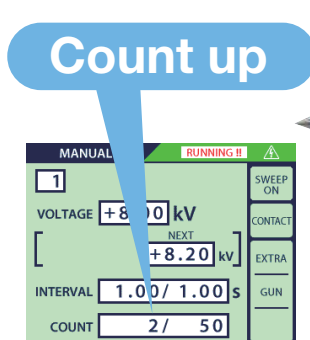 Count up
MANUAL
RUNNING !!
1
SWEEP
ON
VOLTAGE +8.00 kV
CONTACT
NEXT
+8.20 kV
EXTRA
INTERVAL 1.00/ 1.00 s
GUN
COUNT 2/ 50